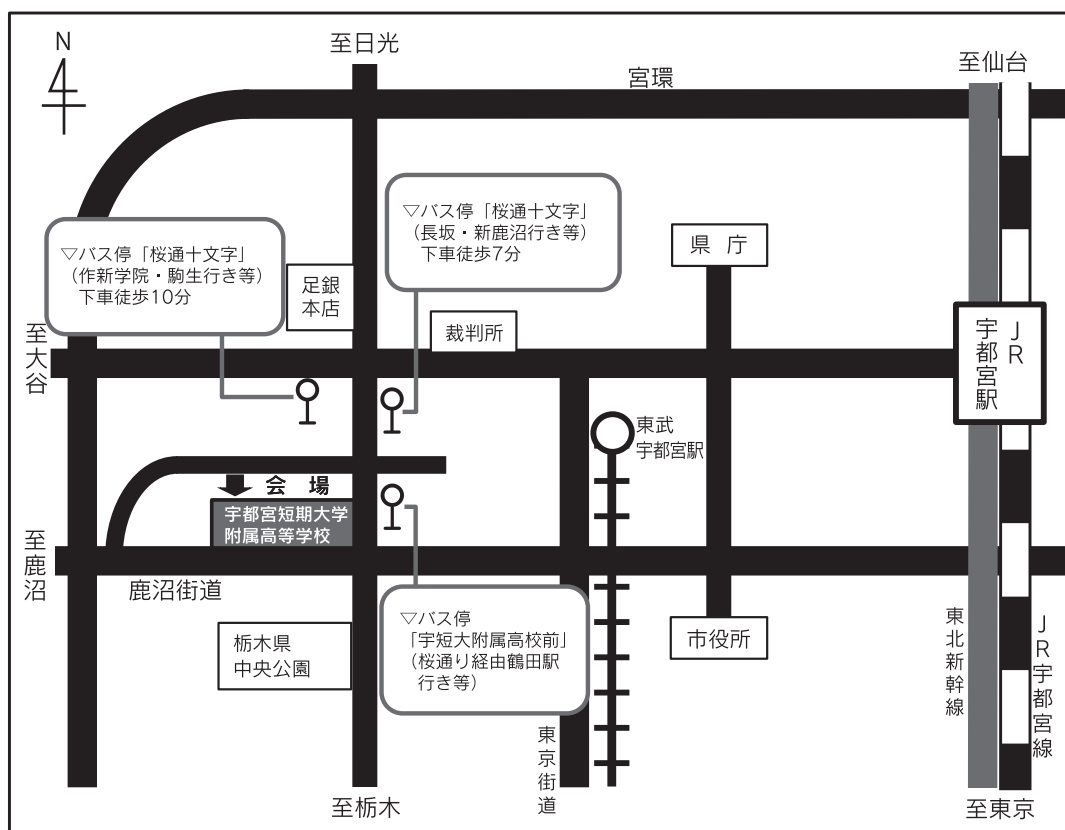 N
至日光
宮環
至仙台
▽バス停「桜通十文字」
(長坂・新鹿沼行き等)
下車徒歩7分
▽バス停「桜通十文字」
(作新学院・駒生行き等)
下車徒歩10分
足銀
本店
県 庁
裁判所
至大谷
JR
宇都宮駅
東武
宇都宮駅
会 場
宇都宮短期大学
附属高等学校
至鹿沼
鹿沼街道
▽バス停
「宇短大附属高校前」
(桜通り経由鶴田駅
行き等)
栃木県
中央公園
市役所
東北新幹線
JR宇都宮線
東京街道
至栃木
至東京